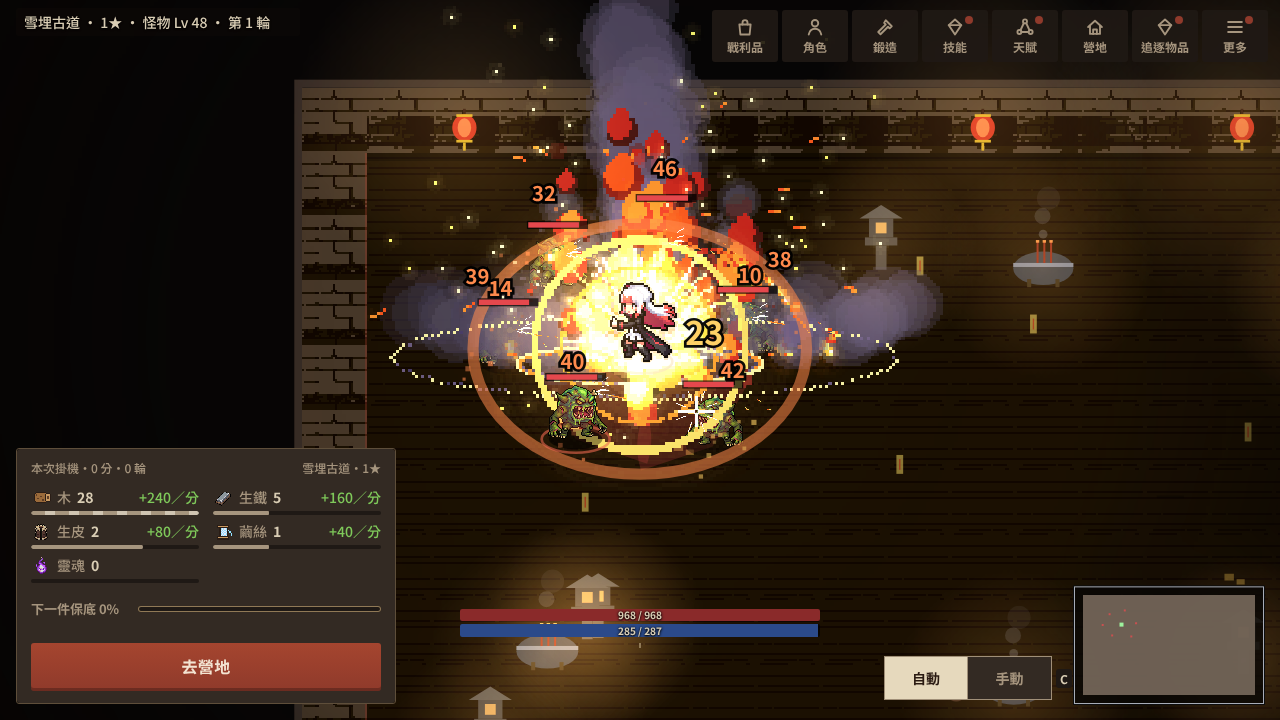 雪埋古道 · 1★ · 怪物 Lv 48 · 第 1 輪
戰利品
角色
鍛造
技能
天賦
營地
追逐物品
更多
46
32
38
39
14
10
23
40
42
本次掛機·0 分·0 輪
雪埋古道·1★
木 28 +240／分
生鐵 5 +160／分
生皮 2 +80／分
繭絲 1 +40／分
靈魂 0
下一件保底 0%
去營地
968 / 968
285 / 287
自動
手動
C